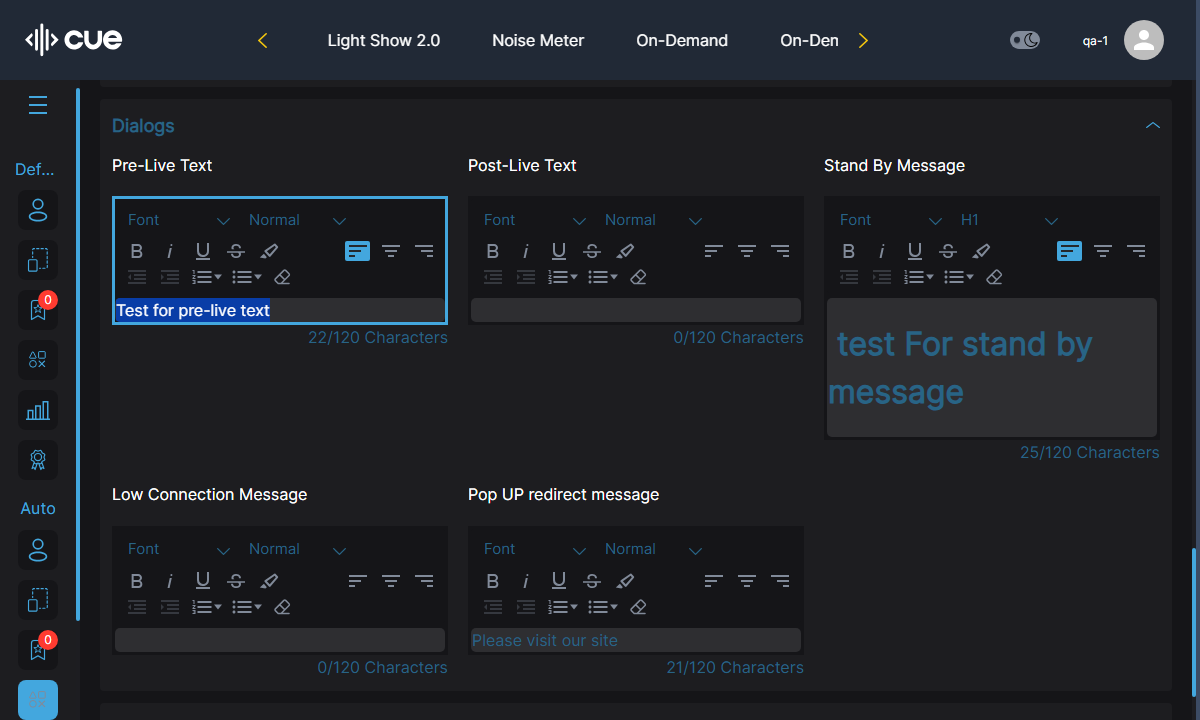 cue
Light Show 2.0
Noise Meter
On-Demand
On-Den
qa-1
Def...
0
Auto
0
Dialogs
Pre-Live Text
Font
Normal
B i U S
Test for pre-live text
22/120 Characters
Post-Live Text
Font
Normal
B i U S
0/120 Characters
Stand By Message
Font
H1
B i U S
test For stand by
message
25/120 Characters
Low Connection Message
Font
Normal
B i U S
0/120 Characters
Pop UP redirect message
Font
Normal
B i U S
Please visit our site
21/120 Characters